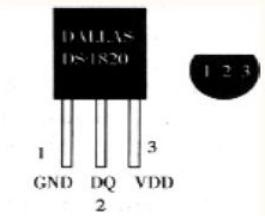 DALLAS
DS1820
1 2 3
1
3
GND DQ VDD
2